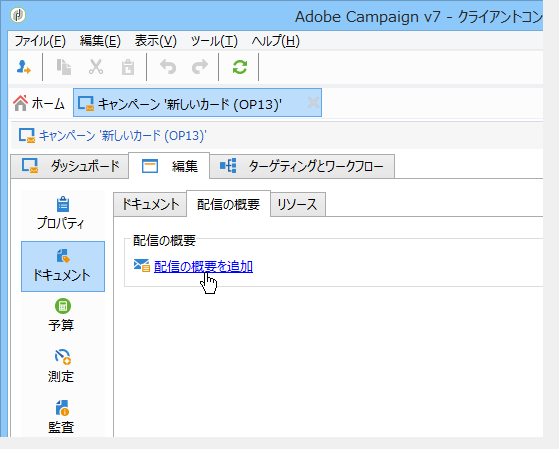 Adobe Campaign v7 - クライアントコン
ファイル(F) 編集(E) 表示(V) ツール(T) ヘルプ(H)
ホーム キャンペーン '新しいカード (OP13)'
キャンペーン '新しいカード (OP13)'
ダッシュボード 編集 ターゲティングとワークフロー
プロパティ
ドキュメント
予算
測定
監査
ドキュメント 配信の概要 リソース
配信の概要
配信の概要を追加